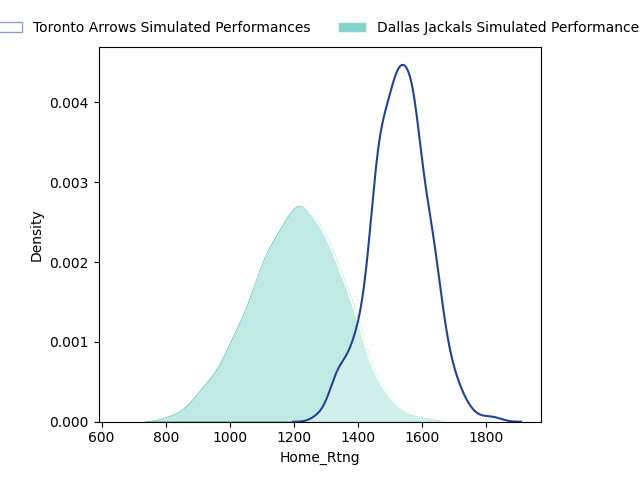 Toronto Arrows Simulated Performances Dallas Jackals Simulated Performance
0.004
0.003
0.002
0.001
0.000
Density
600 800 1000 1200 1400 1600 1800
Home_Rtng